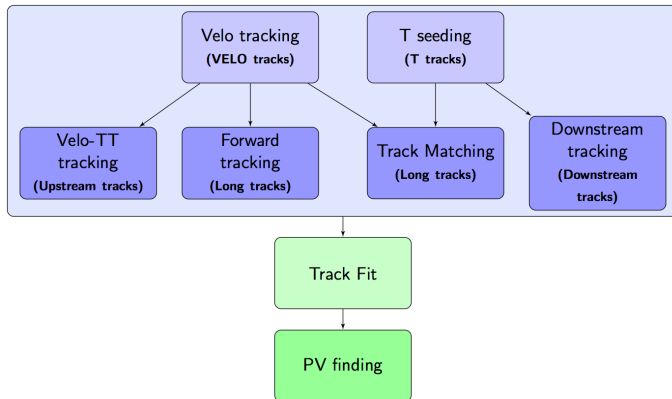 Velo tracking
(VELO tracks)
T seeding
(T tracks)
Velo-TT
tracking
(Upstream tracks)
Forward
tracking
(Long tracks)
Track Matching
(Long tracks)
Downstream
tracking
(Downstream
tracks)
Track Fit
PV finding